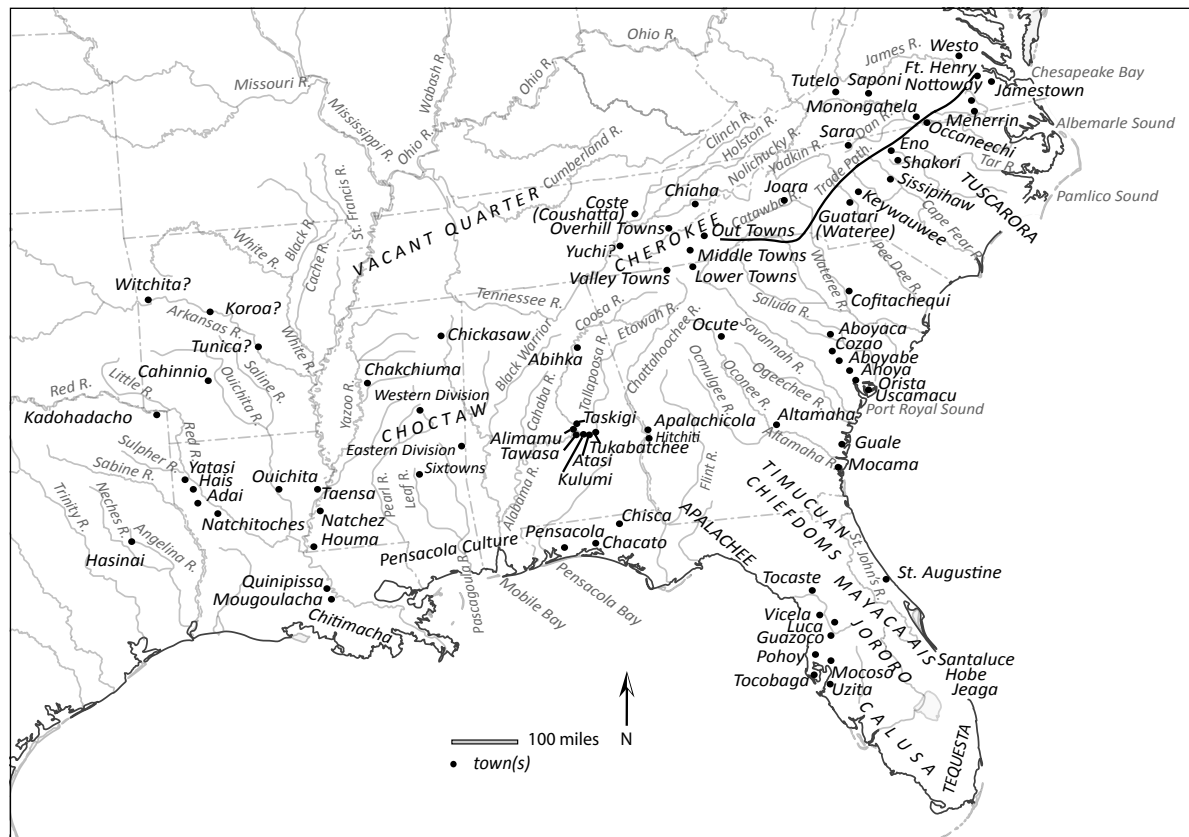 Ohio R.
Missouri R.
Mississippi R.
Wabash R.
Ohio R.
Ohio R.
James R.
Westo
Ft. Henry
Nottoway
Chesapeake Bay
Jamestown
Tutelo
Saponi
Monongahela
Meherrin
Albemarle Sound
Occaneechi
Clinch R.
Holston R.
Nolichucky R.
Yadkin R.
Dan R.
Sara
Trade Path
Eno
Shakori
Tar R.
Sissipihaw
TUSCARORA
Pamlico Sound
Cumberland R.
St. Francis R.
Black R.
Cache R.
White R.
VACANT QUARTER
Chiaha
Joara
Catawba R.
Keywauwee
Guatari
(Wateree)
Cape Fear R.
Coste
(Coushatta)
Overhill Towns
CHEROKEE
Out Towns
Yuchi?
Middle Towns
Valley Towns
Lower Towns
Wateree R.
Pee Dee R.
Witchita?
Koroa?
Arkansas R.
Tunica?
White R.
Tennessee R.
Coosa R.
Etowah R.
Saluda R.
Cofitachequi
Chickasaw
Black Warrior
Abihka
Chattahoochee R.
Ocute
Savannah R.
Aboyaca
Cozao
Aboyabe
Ahoya
Orista
Uscamacu
Port Royal Sound
Cahinnio
Little R.
Red R.
Saline R.
Ouichita R.
Kadohadacho
Yazoo R.
Chakchiuma
Western Division
CHOCTAW
Eastern Division
Sixtowns
Cahaba R.
Tallapoosa R.
Taskigi
Alimamu
Tawasa
Tukabatchee
Atasi
Kulumi
Apalachicola
Hitchiti
Ocmulgee R.
Oconee R.
Ogeechee R.
Altamaha
Altamaha R.
Guale
Mocama
Sulpher R.
Red R.
Sabine R.
Yatasi
Hais
Adai
Natchitoches
Ouichita
Taensa
Natchez
Houma
Pearl R.
Leaf R.
Alabama R.
Flint R.
Trinity R.
Neches R.
Angelina R.
Hasinai
Chisca
Pensacola
Chacato
Pensacola Culture
APALACHEE
TIMUCUAN
CHIEFDOMS
St. John's R.
St. Augustine
Quinipissa
Mougoulacha
Chitimacha
Pascagoula R.
Mobile Bay
Pensacola Bay
Tocaste
Vicela
Luca
Guazoco
Pohoy
Tocobaga
Mocoso
Uzita
MAYACA
JORORO
AIS
Santaluce
Hobe
Jeaga
CALUSA
TEQUESTA
N
100 miles
town(s)